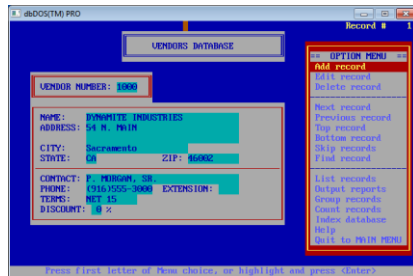 dbDOS(TM) PRO
Record # 1
VENDORS DATABASE
== OPTION MENU ==
Add record
Edit record
Delete record
Next record
Previous record
Top record
Bottom record
Skip records
Find record
List records
Output reports
Group records
Count records
Index database
Help
Quit to MAIN MENU
VENDOR NUMBER: 1000
NAME: DYNAMITE INDUSTRIES
ADDRESS: 54 N. MAIN
CITY: Sacramento
STATE: CA ZIP: 46002
CONTACT: P. MORGAN, SR.
PHONE: (916)555-3000 EXTENSION:
TERMS: NET 15
DISCOUNT: 0 %
Press first letter of Menu choice, or highlight and press <Enter>